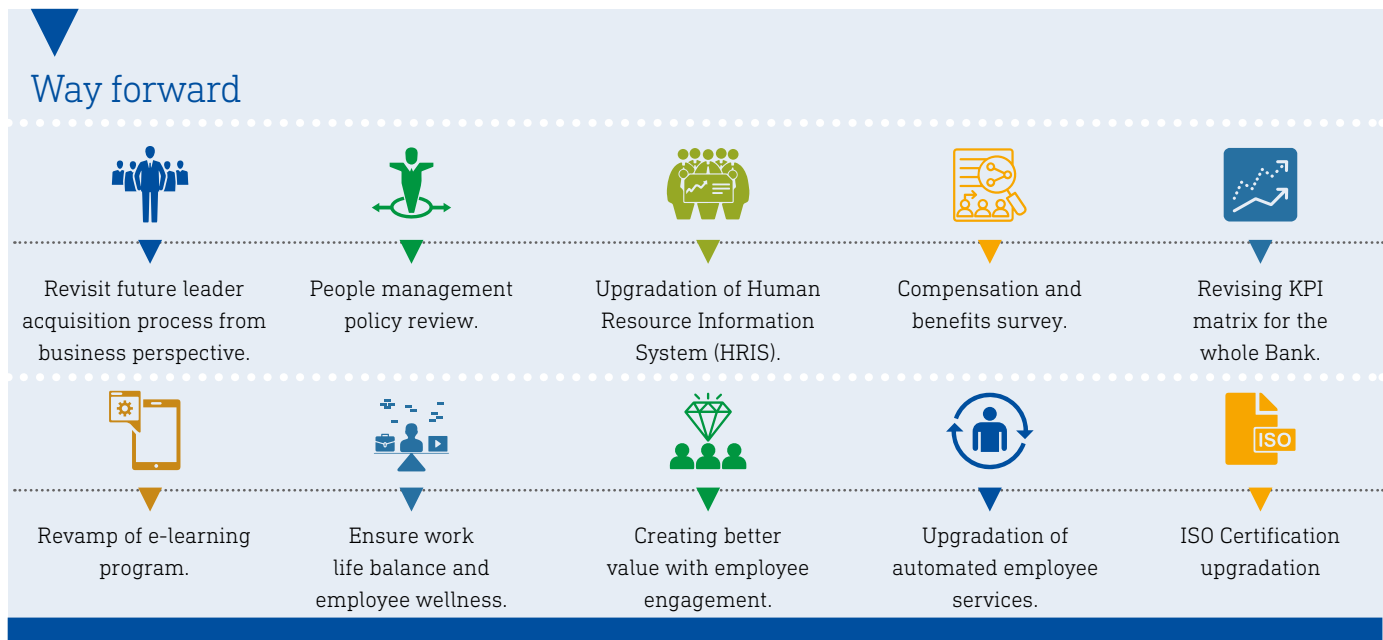 Way forward
Revisit future leader
acquisition process from
business perspective.
People management
policy review.
Upgradation of Human
Resource Information
System (HRIS).
Compensation and
benefits survey.
Revising KPI
matrix for the
whole Bank.
ISO
Revamp of e-learning
program.
Ensure work
life balance and
employee wellness.
Creating better
value with employee
engagement.
Upgradation of
automated employee
services.
ISO Certification
upgradation